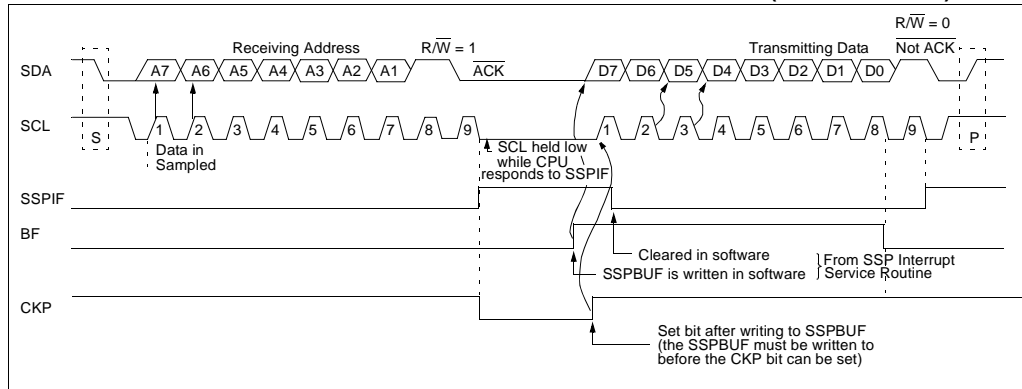 R/W = 0
Receiving Address R/W = 1 Transmitting Data Not ACK
SDA A7 A6 A5 A4 A3 A2 A1 ACK D7 D6 D5 D4 D3 D2 D1 D0
SCL S 1 2 3 4 5 6 7 8 9 1 2 3 4 5 6 7 8 9 P
Data in
Sampled
SCL held low
while CPU
responds to SSPIF
SSPIF
BF
Cleared in software
SSPBUF is written in software
From SSP Interrupt
Service Routine
CKP
Set bit after writing to SSPBUF
(the SSPBUF must be written to
before the CKP bit can be set)